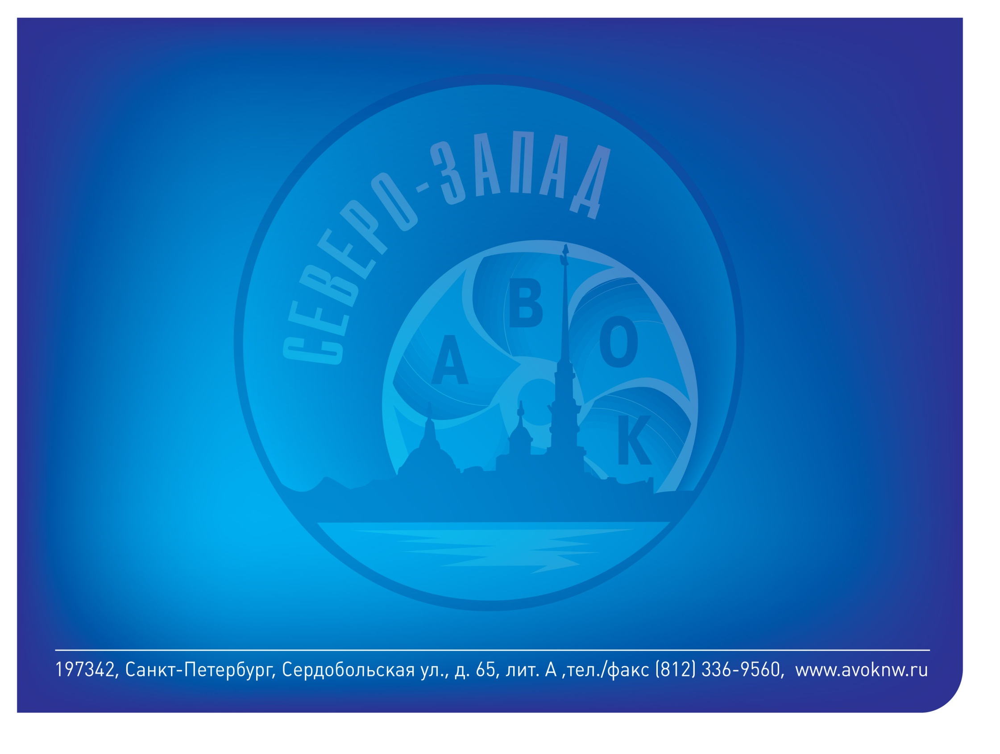 СЕВЕРО-ЗАПАД
АВОК
197342, Санкт-Петербург, Сердобольская ул., д. 65, лит. А ,тел./факс (812) 336-9560, www.avoknw.ru